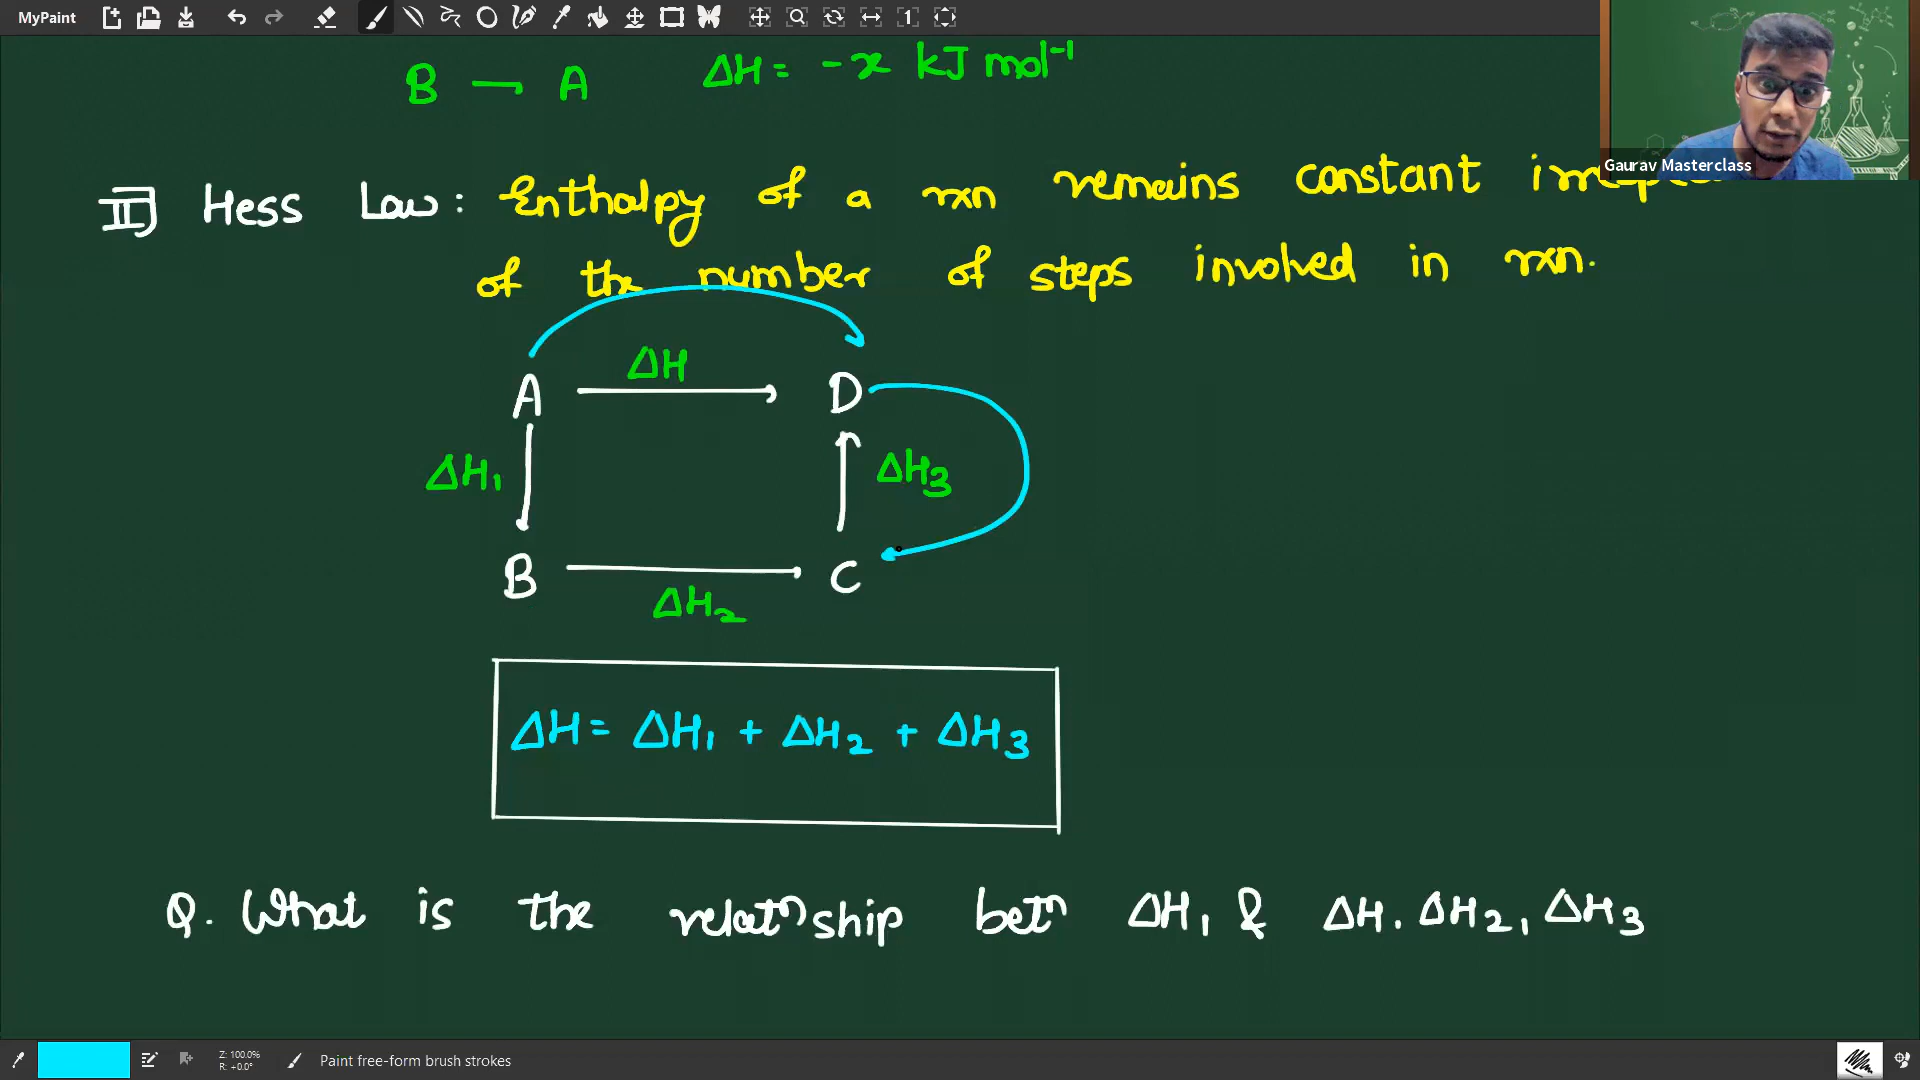 MyPaint
B → A ΔH = -x kJ mol⁻¹
Gaurav Masterclass
II] Hess Law: Enthalpy of a rxn remains constant
of the number of steps involved in rxn.
ΔH
A → D
ΔH₁ ΔH₃
B → C
ΔH₂
ΔH = ΔH₁ + ΔH₂ + ΔH₃
Q. What is the relatⁿship betⁿ ΔH₁ & ΔH, ΔH₂, ΔH₃
Z: 100.0%
R: +0.0°
Paint free-form brush strokes